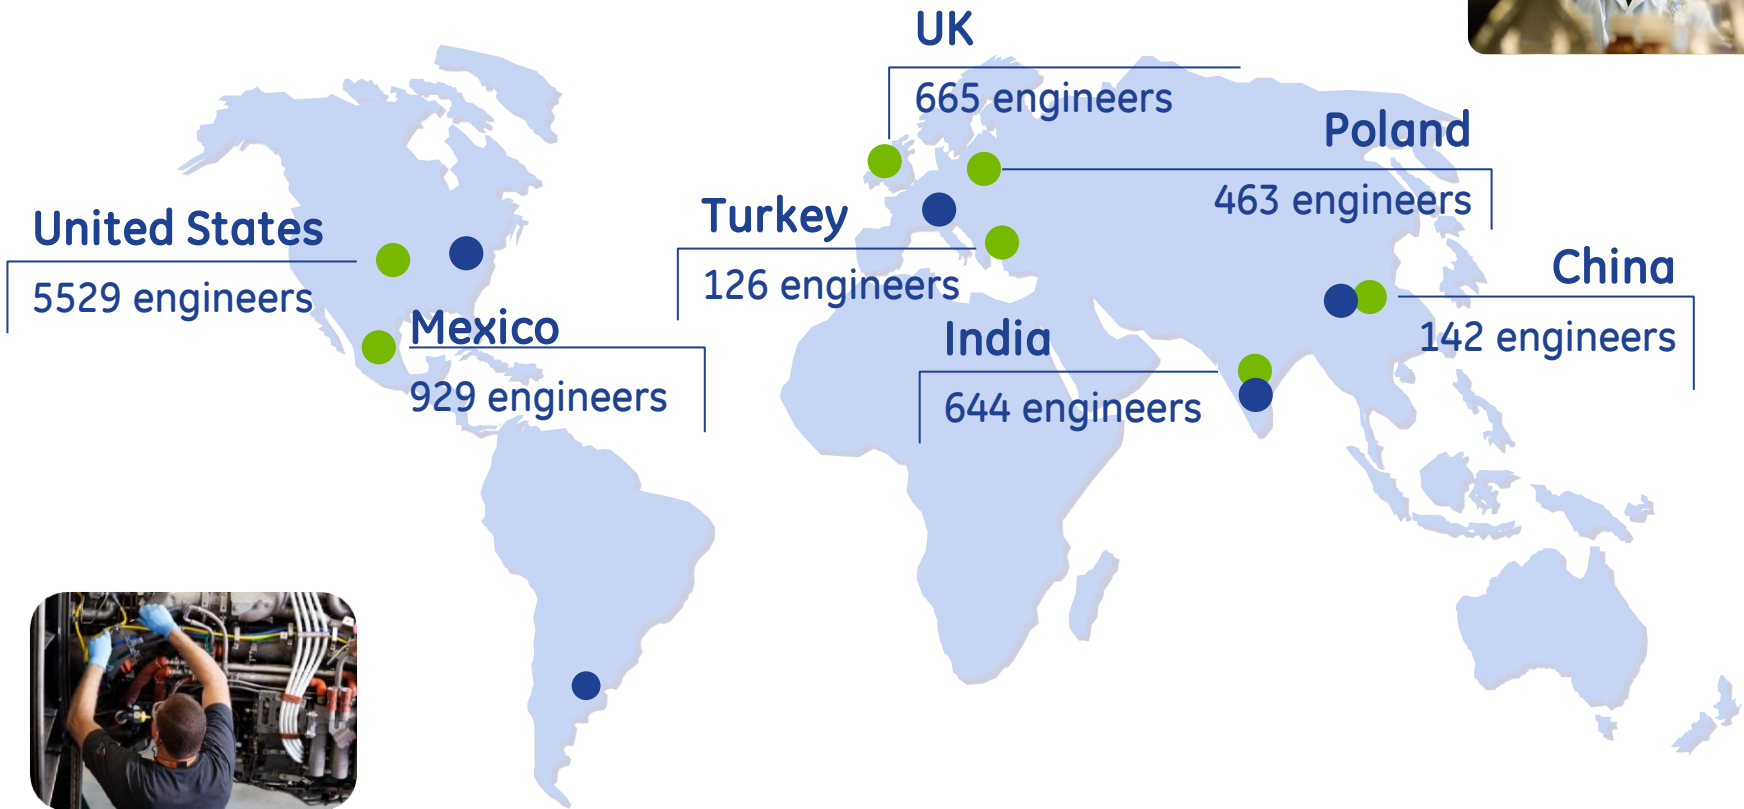 UK
665 engineers
Poland
463 engineers
United States
5529 engineers
Turkey
126 engineers
China
142 engineers
Mexico
929 engineers
India
644 engineers